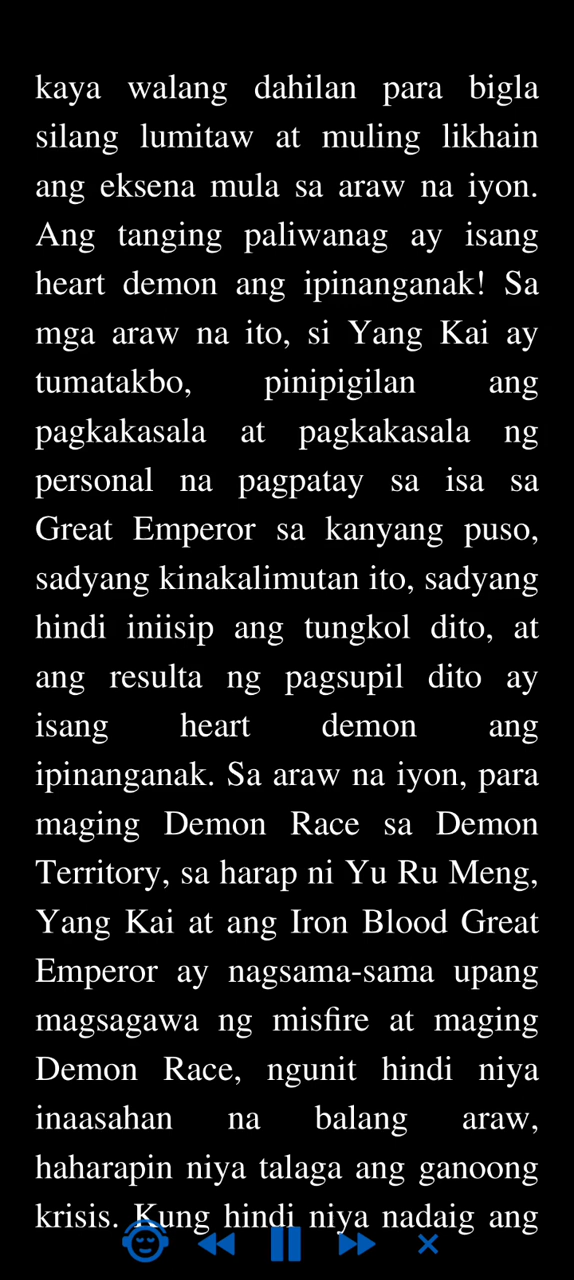 kaya walang dahilan para bigla
silang lumitaw at muling likhain
ang eksena mula sa araw na iyon.
Ang tanging paliwanag ay isang
heart demon ang ipinanganak! Sa
mga araw na ito, si Yang Kai ay
tumatakbo, pinipigilan ang
pagkakasala at pagkakasala ng
personal na pagpatay sa isa sa
Great Emperor sa kanyang puso,
sadyang kinakalimutan ito, sadyang
hindi iniisip ang tungkol dito, at
ang resulta ng pagsupil dito ay
isang heart demon ang
ipinanganak. Sa araw na iyon, para
maging Demon Race sa Demon
Territory, sa harap ni Yu Ru Meng,
Yang Kai at ang Iron Blood Great
Emperor ay nagsama-sama upang
magsagawa ng misfire at maging
Demon Race, ngunit hindi niya
inaasahan na balang araw,
haharapin niya talaga ang ganoong
krisis. Kung hindi niya nadaig ang